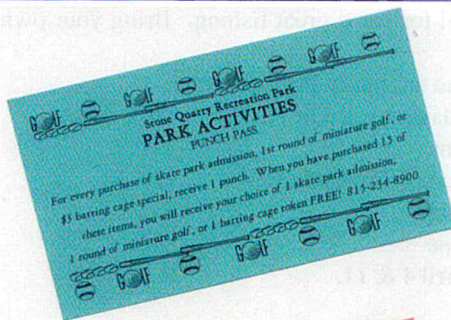 GOLF GOLF GOLF GOLF
Stone Quarry Recreation Park
PARK ACTIVITIES
PUNCH PASS
For every purchase of skate park admission, 1st round of miniature golf, or
$5 batting cage special, receive 1 punch. When you have purchased 15 of
these items, you will receive your choice of 1 skate park admission,
1 round of miniature golf, or 1 batting cage token FREE! 815-234-8900
GOLF GOLF GOLF